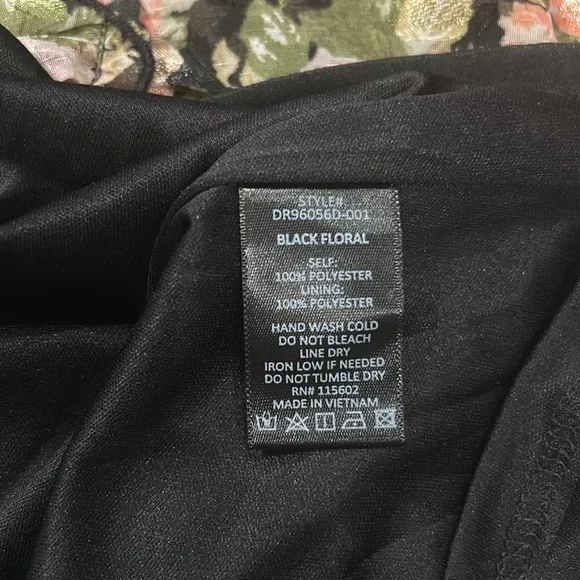 STYLE#
DR96056D-001
BLACK FLORAL
SELF:
100% POLYESTER
LINING:
100% POLYESTER
HAND WASH COLD
DO NOT BLEACH
LINE DRY
IRON LOW IF NEEDED
DO NOT TUMBLE DRY
RN# 115602
MADE IN VIETNAM